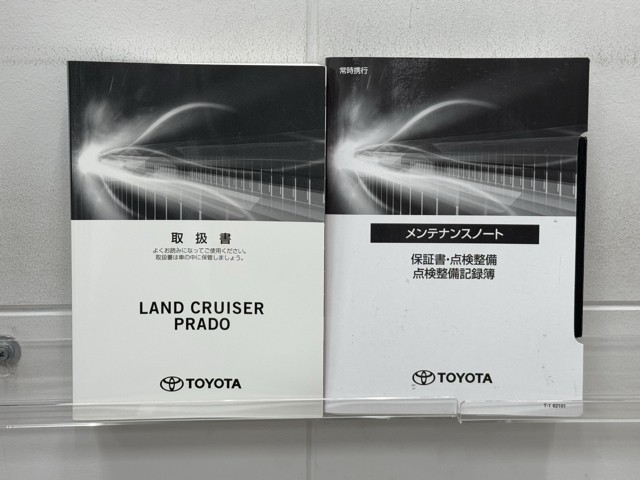 取扱書
よくお読みになってご使用ください。
取扱書は車の中に保管しましょう。
LAND CRUISER
PRADO
TOYOTA
常時携行
メンテナンスノート
保証書・点検整備
点検整備記録簿
TOYOTA